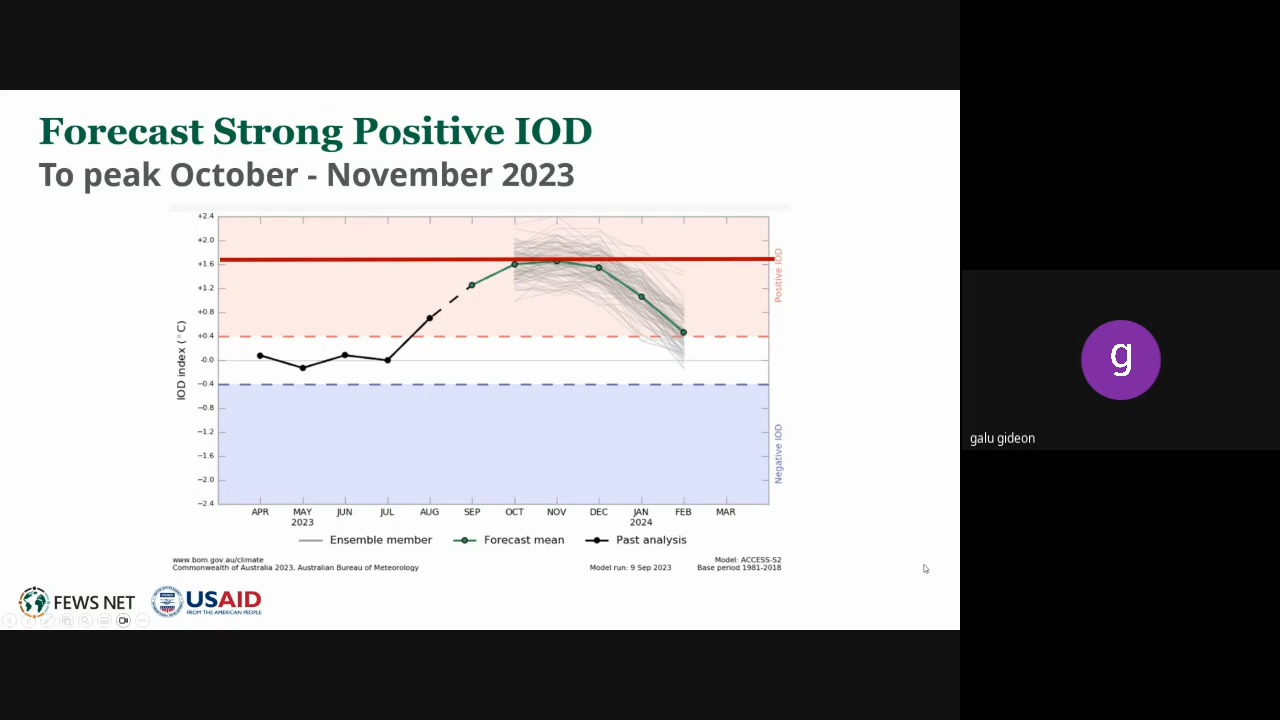 Forecast Strong Positive IOD
To peak October - November 2023
+2.4
+2.0
+1.6
+1.2
+0.8
+0.4
-0.0
−0.4
−0.8
−1.2
−1.6
−2.0
−2.4
IOD index (°C)
Positive IOD
Negative IOD
APR MAY JUN JUL AUG SEP OCT NOV DEC JAN FEB MAR
2023 2024
Ensemble member Forecast mean Past analysis
www.bom.gov.au/climate Model: ACCESS-S2
Commonwealth of Australia 2023, Australian Bureau of Meteorology Model run: 9 Sep 2023 Base period 1981-2018
FEWS NET USAID
FROM THE AMERICAN PEOPLE
g
galu gideon